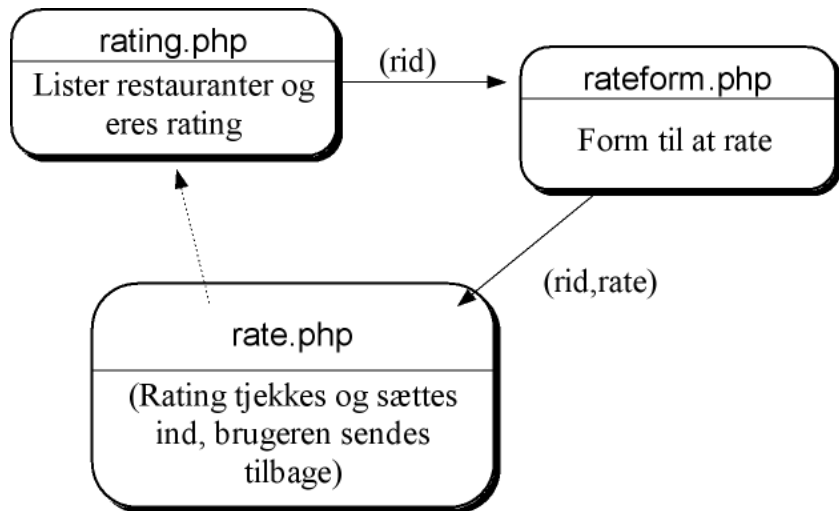 rating.php
Lister restauranter og
eres rating
(rid)
rateform.php
Form til at rate
(rid,rate)
rate.php
(Rating tjekkes og sættes
ind, brugeren sendes
tilbage)